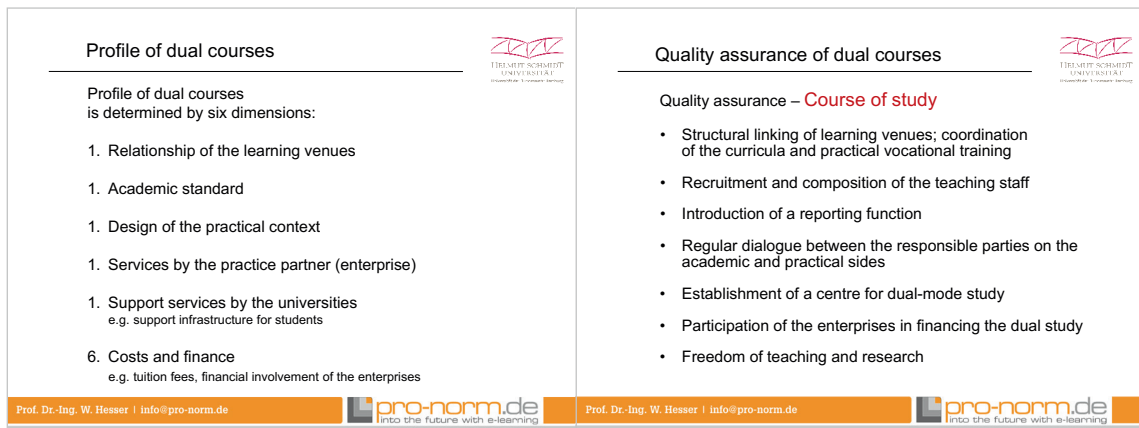 Profile of dual courses
HELMUT SCHMIDT
UNIVERSITÄT
Profile of dual courses
is determined by six dimensions:
1. Relationship of the learning venues
1. Academic standard
1. Design of the practical context
1. Services by the practice partner (enterprise)
1. Support services by the universities
e.g. support infrastructure for students
6. Costs and finance
e.g. tuition fees, financial involvement of the enterprises
Prof. Dr.-Ing. W. Hesser | info@pro-norm.de
pro-norm.de
into the future with e-learning
Quality assurance of dual courses
HELMUT SCHMIDT
UNIVERSITÄT
Quality assurance – Course of study
• Structural linking of learning venues; coordination
of the curricula and practical vocational training
• Recruitment and composition of the teaching staff
• Introduction of a reporting function
• Regular dialogue between the responsible parties on the
academic and practical sides
• Establishment of a centre for dual-mode study
• Participation of the enterprises in financing the dual study
• Freedom of teaching and research
Prof. Dr.-Ing. W. Hesser | info@pro-norm.de
pro-norm.de
into the future with e-learning